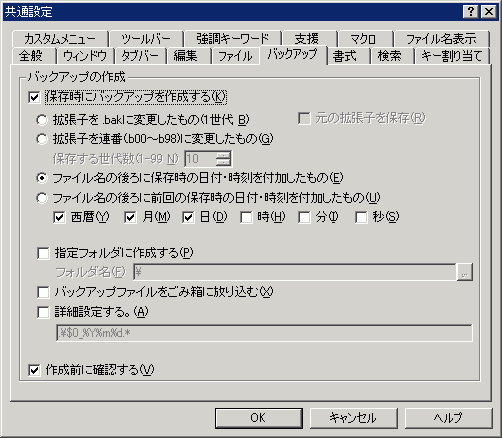 共通設定
カスタムメニュー ツールバー 強調キーワード 支援 マクロ ファイル名表示
全般 ウィンドウ タブバー 編集 ファイル バックアップ 書式 検索 キー割り当て
バックアップの作成
保存時にバックアップを作成する(K)
拡張子を .bakに変更したもの(1世代 B) 元の拡張子を保存(R)
拡張子を連番(b00～b98)に変更したもの(G)
保存する世代数(1-99 N) 10
ファイル名の後ろに保存時の日付・時刻を付加したもの(E)
ファイル名の後ろに前回の保存時の日付・時刻を付加したもの(U)
西暦(Y) 月(M) 日(D) 時(H) 分(I) 秒(S)
指定フォルダに作成する(P)
フォルダ名(F) ¥ ...
バックアップファイルをごみ箱に放り込む(X)
詳細設定する。(A)
.¥$0_%Y%m%d.*
作成前に確認する(V)
OK キャンセル ヘルプ